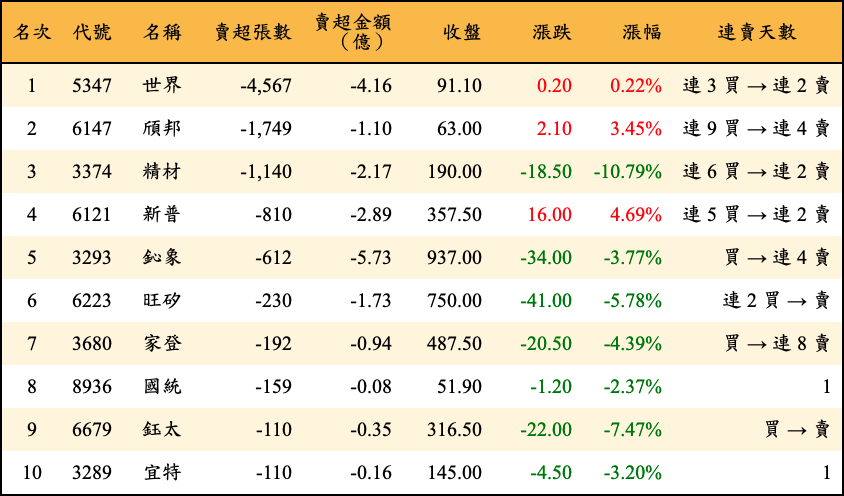 名次 代號 名稱 賣超張數 賣超金額（億） 收盤 漲跌 漲幅 連賣天數
1 5347 世界 -4,567 -4.16 91.10 0.20 0.22% 連 3 買 → 連 2 賣
2 6147 頎邦 -1,749 -1.10 63.00 2.10 3.45% 連 9 買 → 連 4 賣
3 3374 精材 -1,140 -2.17 190.00 -18.50 -10.79% 連 6 買 → 連 2 賣
4 6121 新普 -810 -2.89 357.50 16.00 4.69% 連 5 買 → 連 2 賣
5 3293 鈊象 -612 -5.73 937.00 -34.00 -3.77% 買 → 連 4 賣
6 6223 旺矽 -230 -1.73 750.00 -41.00 -5.78% 連 2 買 → 賣
7 3680 家登 -192 -0.94 487.50 -20.50 -4.39% 買 → 連 8 賣
8 8936 國統 -159 -0.08 51.90 -1.20 -2.37% 1
9 6679 鈺太 -110 -0.35 316.50 -22.00 -7.47% 買 → 賣
10 3289 宜特 -110 -0.16 145.00 -4.50 -3.20% 1